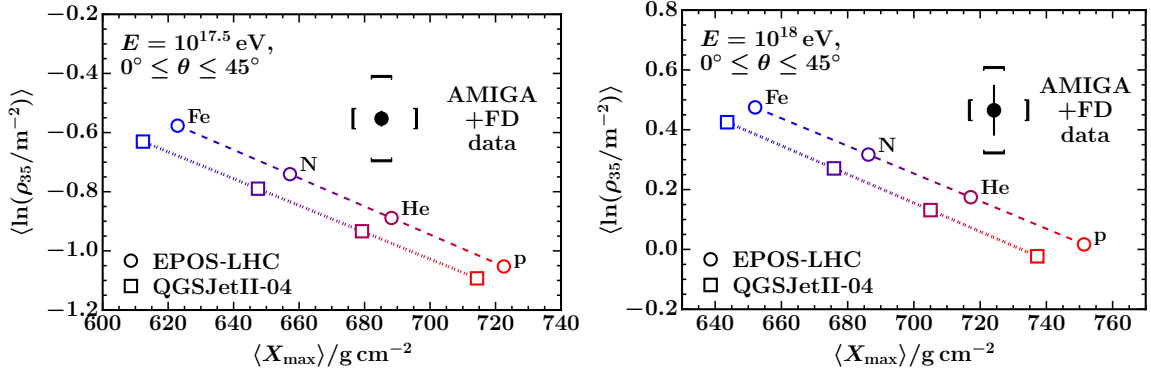 E = 10^17.5 eV,
0° ≤ θ ≤ 45°
AMIGA
+FD
data
Fe
N
He
p
EPOS-LHC
QGSJetII-04
−0.2
−0.4
−0.6
−0.8
−1.0
−1.2
600 620 640 660 680 700 720 740
⟨X_max⟩/g cm^−2
⟨ln(ρ_35/m^−2)⟩
E = 10^18 eV,
0° ≤ θ ≤ 45°
AMIGA
+FD
data
Fe
N
He
p
EPOS-LHC
QGSJetII-04
0.8
0.6
0.4
0.2
0.0
−0.2
640 660 680 700 720 740 760
⟨X_max⟩/g cm^−2
⟨ln(ρ_35/m^−2)⟩